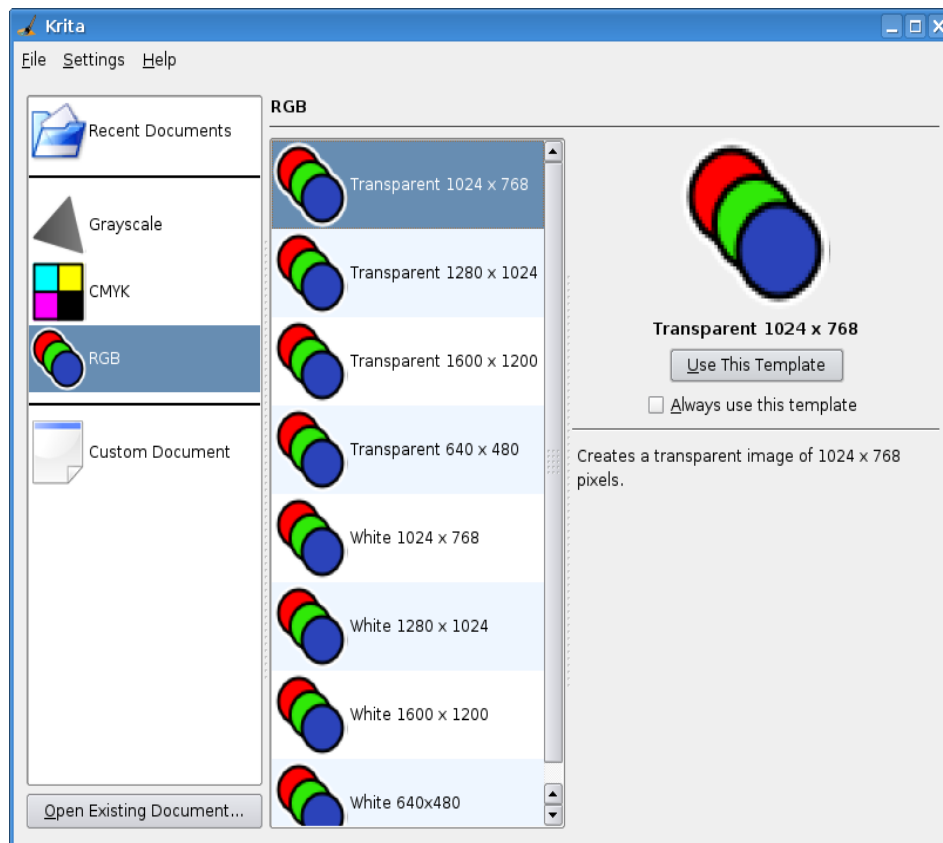 Krita
File Settings Help
Recent Documents
Grayscale
CMYK
RGB
Custom Document
Open Existing Document...
RGB
Transparent 1024 x 768
Transparent 1280 x 1024
Transparent 1600 x 1200
Transparent 640 x 480
White 1024 x 768
White 1280 x 1024
White 1600 x 1200
White 640x480
Transparent 1024 x 768
Use This Template
Always use this template
Creates a transparent image of 1024 x 768
pixels.